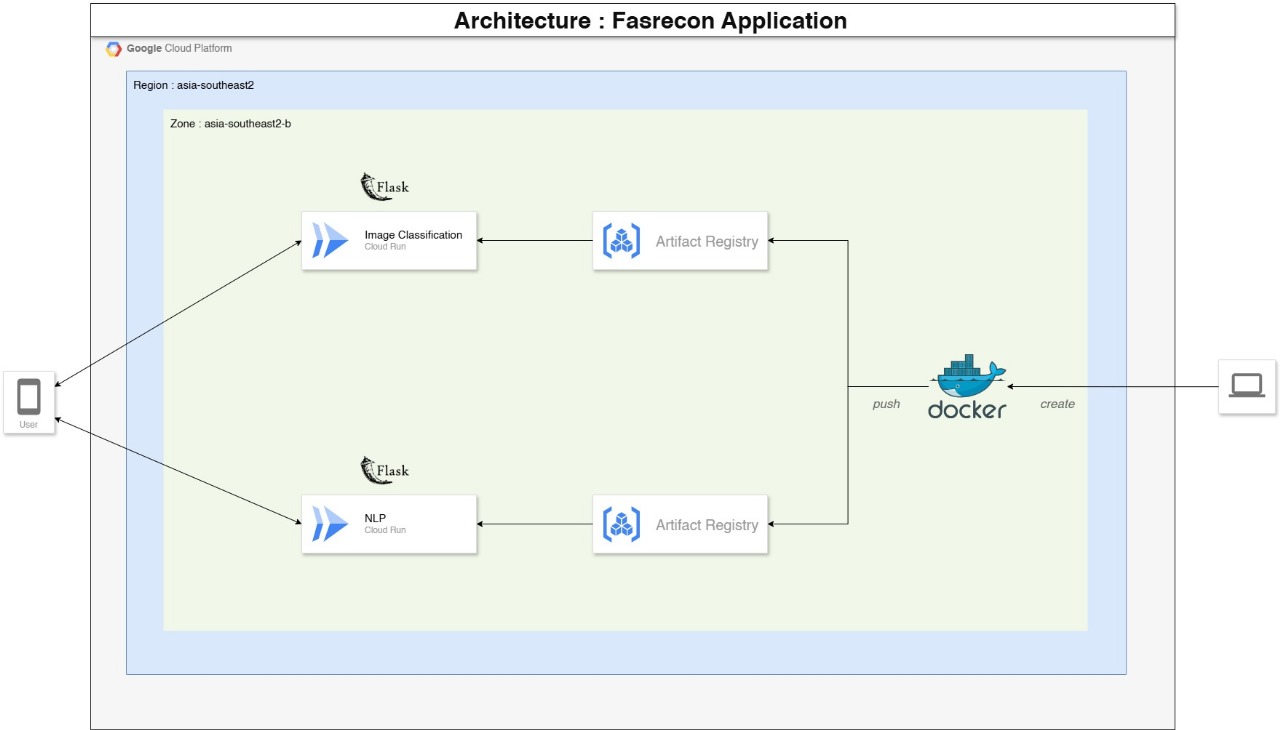 Architecture : Fasrecon Application
Google Cloud Platform
Region : asia-southeast2
Zone : asia-southeast2-b
Flask
Image Classification
Cloud Run
Artifact Registry
User
docker
push
create
Flask
NLP
Cloud Run
Artifact Registry